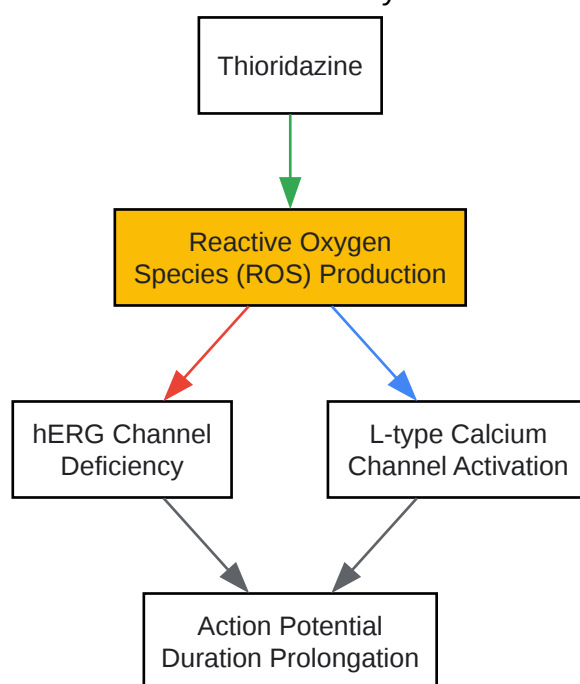 Thioridazine
Reactive Oxygen
Species (ROS) Production
hERG Channel
Deficiency
L-type Calcium
Channel Activation
Action Potential
Duration Prolongation